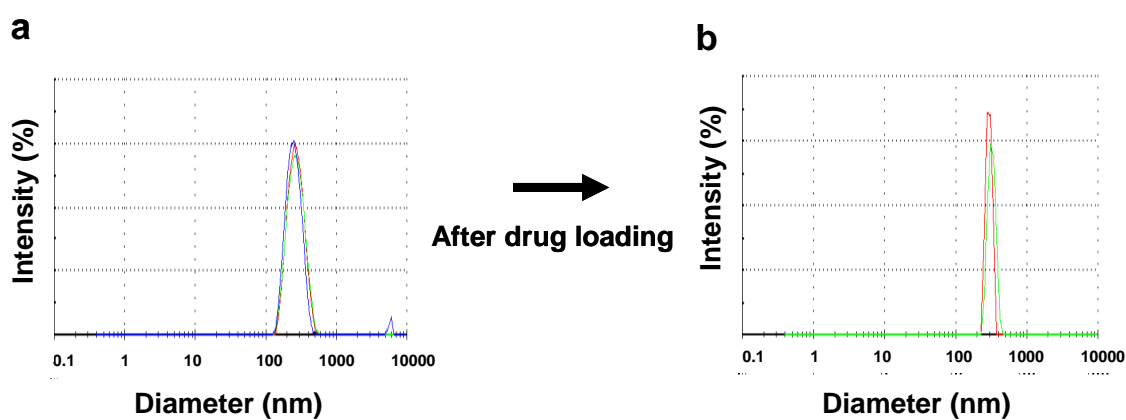 a
b
Intensity (%)
0.1 1 10 100 1000 10000
Diameter (nm)
After drug loading
Intensity (%)
0.1 1 10 100 1000 10000
Diameter (nm)